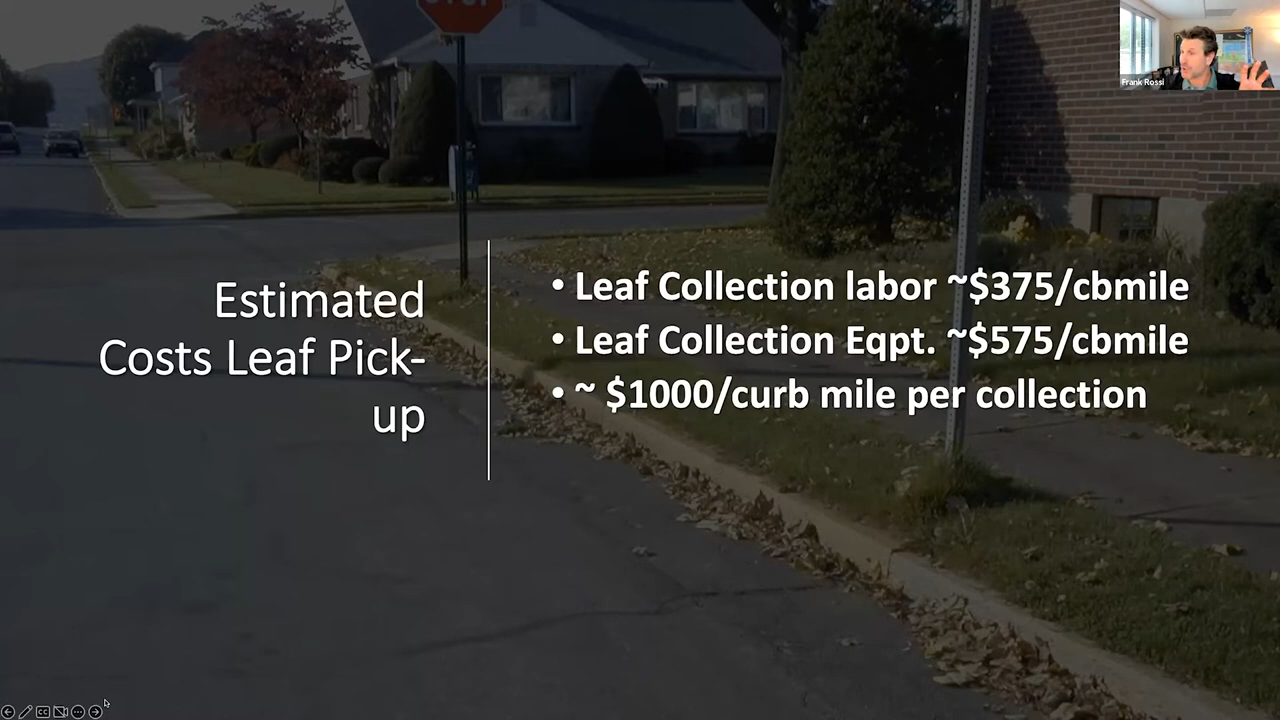 STOP
Frank Rossi
Estimated
Costs Leaf Pick-
up
• Leaf Collection labor ~$375/cbmile
• Leaf Collection Eqpt. ~$575/cbmile
• ~ $1000/curb mile per collection